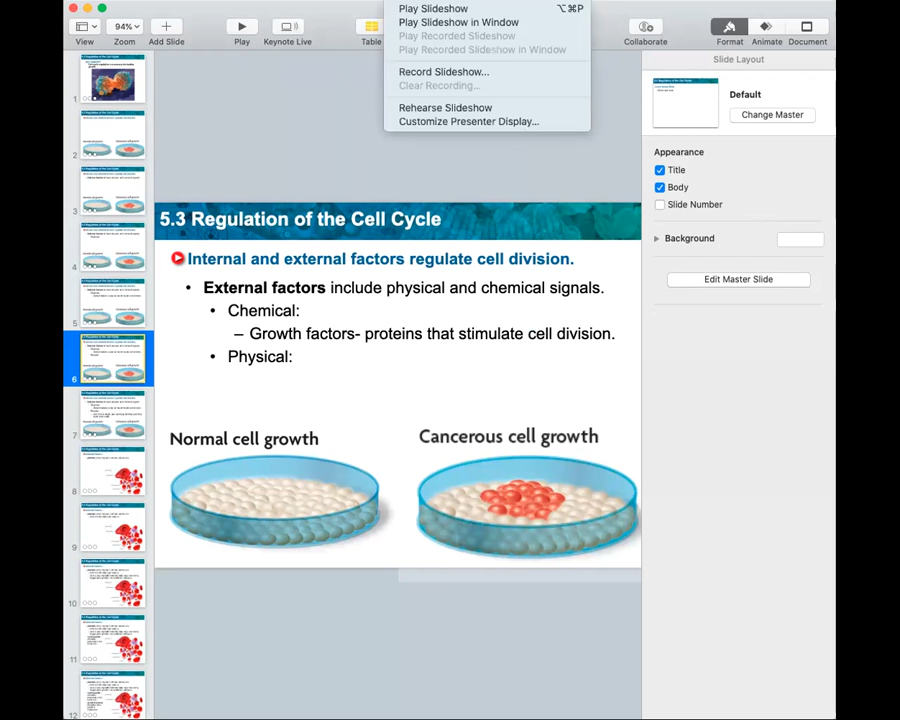 Play Slideshow ⌥⌘P
Play Slideshow in Window
Play Recorded Slideshow
Play Recorded Slideshow in Window
Record Slideshow...
Clear Recording...
Rehearse Slideshow
Customize Presenter Display...
94%
View
Zoom
Add Slide
Play
Keynote Live
Table
Collaborate
Format
Animate
Document
Slide Layout
Default
Change Master
Appearance
Title
Body
Slide Number
Background
Edit Master Slide
1
2
3
4
5
6
7
8
9
10
11
12
5.3 Regulation of the Cell Cycle
Internal and external factors regulate cell division.
• External factors include physical and chemical signals.
• Chemical:
– Growth factors- proteins that stimulate cell division.
• Physical:
Normal cell growth
Cancerous cell growth